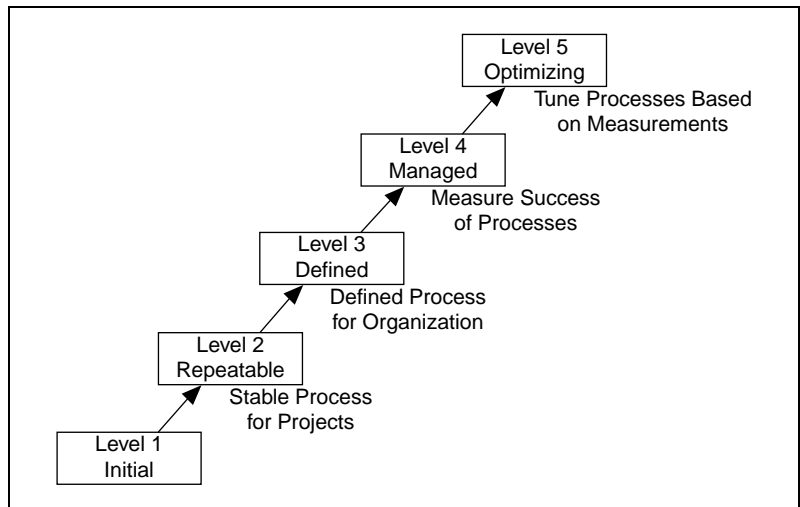 Level 5
Optimizing
Tune Processes Based
on Measurements
Level 4
Managed
Measure Success
of Processes
Level 3
Defined
Defined Process
for Organization
Level 2
Repeatable
Stable Process
for Projects
Level 1
Initial